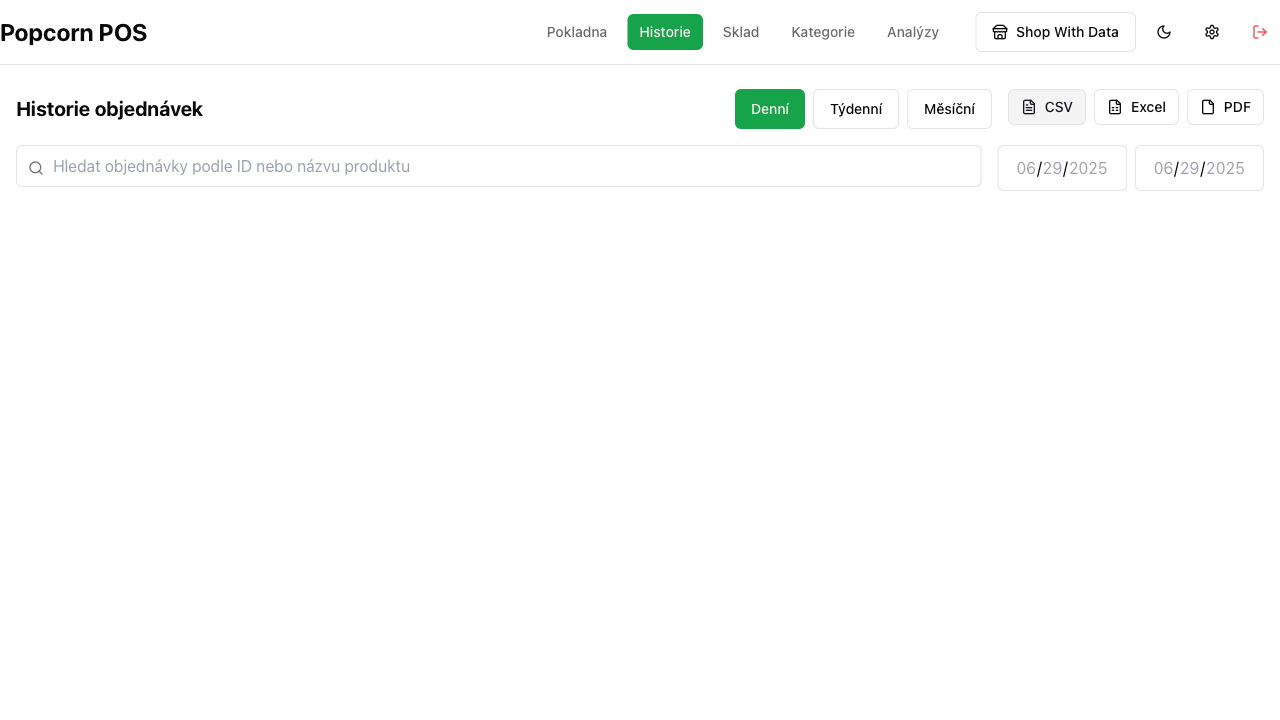 Popcorn POS
Pokladna
Historie
Sklad
Kategorie
Analýzy
Shop With Data
Historie objednávek
Denní
Týdenní
Měsíční
CSV
Excel
PDF
Hledat objednávky podle ID nebo názvu produktu
06/29/2025
06/29/2025